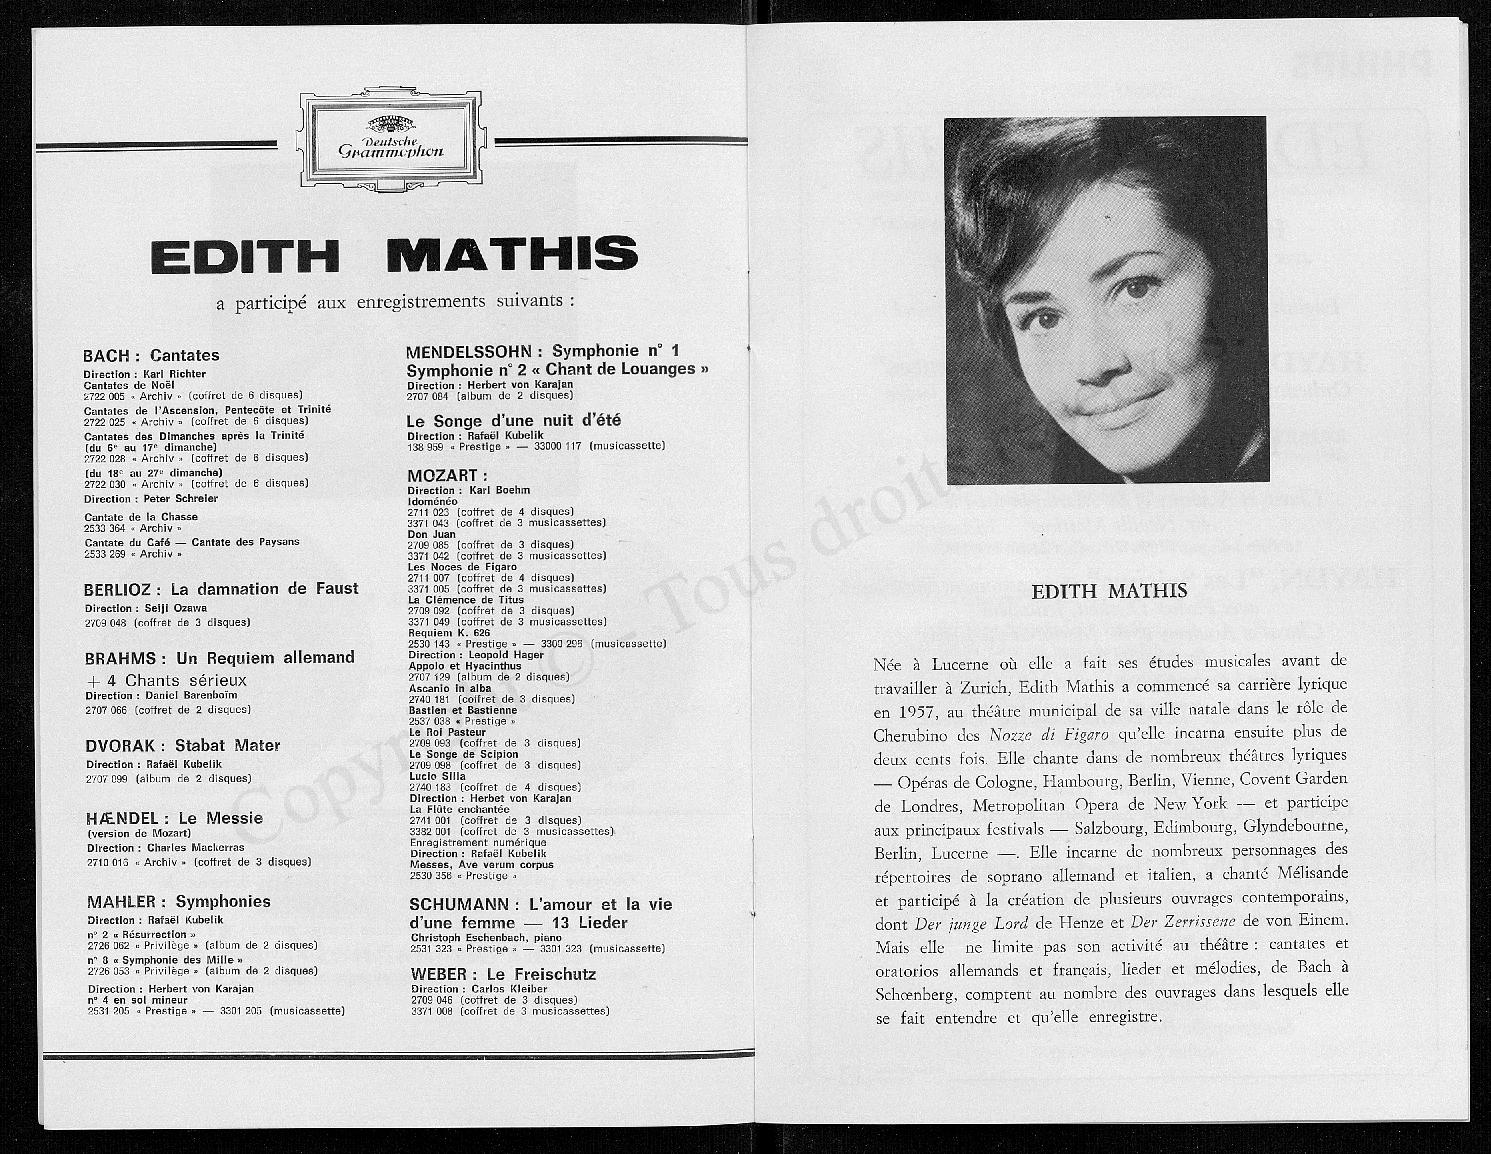 Deutsche
Grammophon
EDITH MATHIS
a participé aux enregistrements suivants :
BACH : Cantates
Direction : Karl Richter
Cantates de Noël
2722 005 « Archiv » (coffret de 6 disques)
Cantates de l'Ascension, Pentecôte et Trinité
2722 025 « Archiv » (coffret de 6 disques)
Cantates des Dimanches après la Trinité
(du 6e au 17e dimanche)
2722 028 « Archiv » (coffret de 6 disques)
(du 18e au 27e dimanche)
2722 030 « Archiv » (coffret de 6 disques)
Direction : Peter Schreier
Cantate de la Chasse
2533 364 « Archiv »
Cantate du Café — Cantate des Paysans
2533 269 « Archiv »
BERLIOZ : La damnation de Faust
Direction : Seiji Ozawa
2709 048 (coffret de 3 disques)
BRAHMS : Un Requiem allemand
+ 4 Chants sérieux
Direction : Daniel Barenboïm
2707 066 (coffret de 2 disques)
DVORAK : Stabat Mater
Direction : Rafaël Kubelik
2707 099 (album de 2 disques)
HÆNDEL : Le Messie
(version de Mozart)
Direction : Charles Mackerras
2710 016 « Archiv » (coffret de 3 disques)
MAHLER : Symphonies
Direction : Rafaël Kubelik
n° 2 « Résurrection »
2726 062 « Privilège » (album de 2 disques)
n° 8 « Symphonie des Mille »
2726 053 « Privilège » (album de 2 disques)
Direction : Herbert von Karajan
n° 4 en sol mineur
2531 205 « Prestige » — 3301 205 (musicassette)
MENDELSSOHN : Symphonie n° 1
Symphonie n° 2 « Chant de Louanges »
Direction : Herbert von Karajan
2707 084 (album de 2 disques)
Le Songe d'une nuit d'été
Direction : Rafaël Kubelik
138 959 « Prestige » — 33000 117 (musicassette)
MOZART :
Direction : Karl Boehm
Idoménéo
2711 023 (coffret de 4 disques)
3371 043 (coffret de 3 musicassettes)
Don Juan
2709 085 (coffret de 3 disques)
3371 042 (coffret de 3 musicassettes)
Les Noces de Figaro
2711 007 (coffret de 4 disques)
3371 005 (coffret de 3 musicassettes)
La Clémence de Titus
2709 092 (coffret de 3 disques)
3371 049 (coffret de 3 musicassettes)
Requiem K. 626
2530 143 « Prestige » — 3300 295 (musicassette)
Direction : Leopold Hager
Appolo et Hyacinthus
2707 129 (album de 2 disques)
Ascanio in alba
2740 181 (coffret de 3 disques)
Bastien et Bastienne
2537 038 « Prestige »
Le Roi Pasteur
2709 093 (coffret de 3 disques)
Le Songe de Scipion
2709 098 (coffret de 3 disques)
Lucio Silla
2740 183 (coffret de 4 disques)
Direction : Herbet von Karajan
La Flûte enchantée
2741 001 (coffret de 3 disques)
3382 001 (coffret de 3 musicassettes)
Enregistrement numérique
Direction : Rafaël Kubelik
Messes, Ave verum corpus
2530 356 « Prestige »
SCHUMANN : L'amour et la vie
d'une femme — 13 Lieder
Christoph Eschenbach, piano
2531 323 « Prestige » — 3301 323 (musicassette)
WEBER : Le Freischutz
Direction : Carlos Kleiber
2709 046 (coffret de 3 disques)
3371 008 (coffret de 3 musicassettes)
EDITH MATHIS
Née à Lucerne où elle a fait ses études musicales avant de
travailler à Zurich, Edith Mathis a commencé sa carrière lyrique
en 1957, au théâtre municipal de sa ville natale dans le rôle de
Cherubino des Nozze di Figaro qu'elle incarna ensuite plus de
deux cents fois. Elle chante dans de nombreux théâtres lyriques
— Opéras de Cologne, Hambourg, Berlin, Vienne, Covent Garden
de Londres, Metropolitan Opera de New York — et participe
aux principaux festivals — Salzbourg, Edimbourg, Glyndebourne,
Berlin, Lucerne —. Elle incarne de nombreux personnages des
répertoires de soprano allemand et italien, a chanté Mélisande
et participé à la création de plusieurs ouvrages contemporains,
dont Der junge Lord de Henze et Der Zerrissene de von Einem.
Mais elle ne limite pas son activité au théâtre : cantates et
oratorios allemands et français, lieder et mélodies, de Bach à
Schœnberg, comptent au nombre des ouvrages dans lesquels elle
se fait entendre et qu'elle enregistre.
© - Tous droits